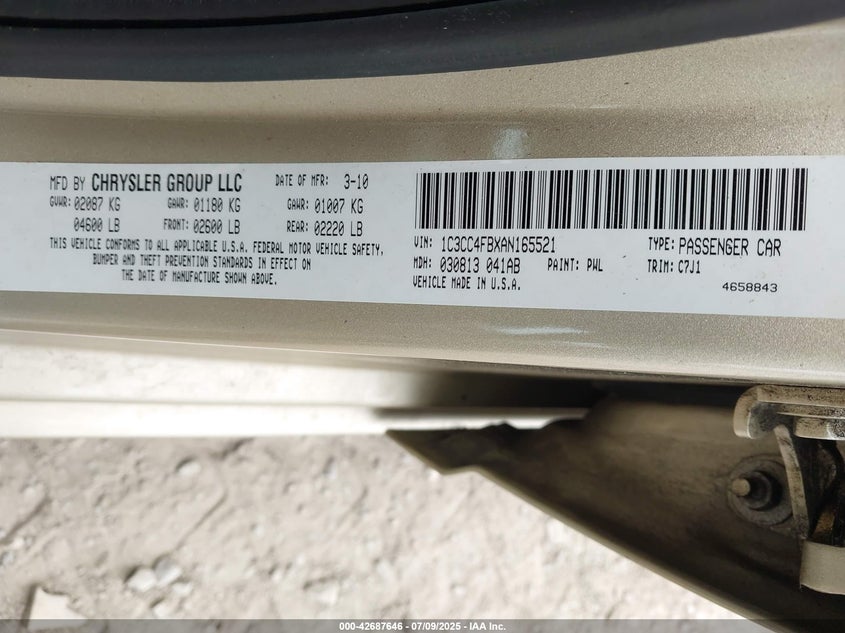 MFD BY CHRYSLER GROUP LLC DATE OF MFR: 3-10
GVWR: 02087 KG GAWR: 01180 KG GAWR: 01007 KG
04600 LB FRONT: 02600 LB REAR: 02220 LB
THIS VEHICLE CONFORMS TO ALL APPLICABLE U.S.A. FEDERAL MOTOR VEHICLE SAFETY,
BUMPER AND THEFT PREVENTION STANDARDS IN EFFECT ON
THE DATE OF MANUFACTURE SHOWN ABOVE.
VIN: 1C3CC4FBXAN165521 TYPE: PASSENGER CAR
MDH: 030813 041AB PAINT: PWL TRIM: C7J1
VEHICLE MADE IN U.S.A. 4658843
000-42687646 | 07/09/2025 - IAA Inc.